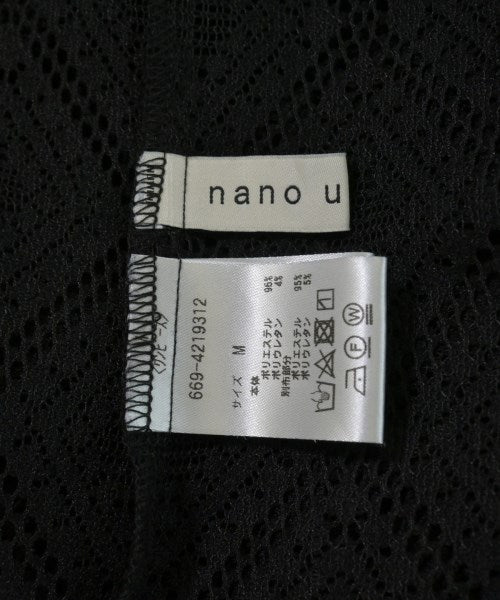 nano u
669-4219312
サイズ M
本体
ポリエステル 96%
ポリウレタン 4%
別布部分
ポリエステル 95%
ポリウレタン 5%
F W